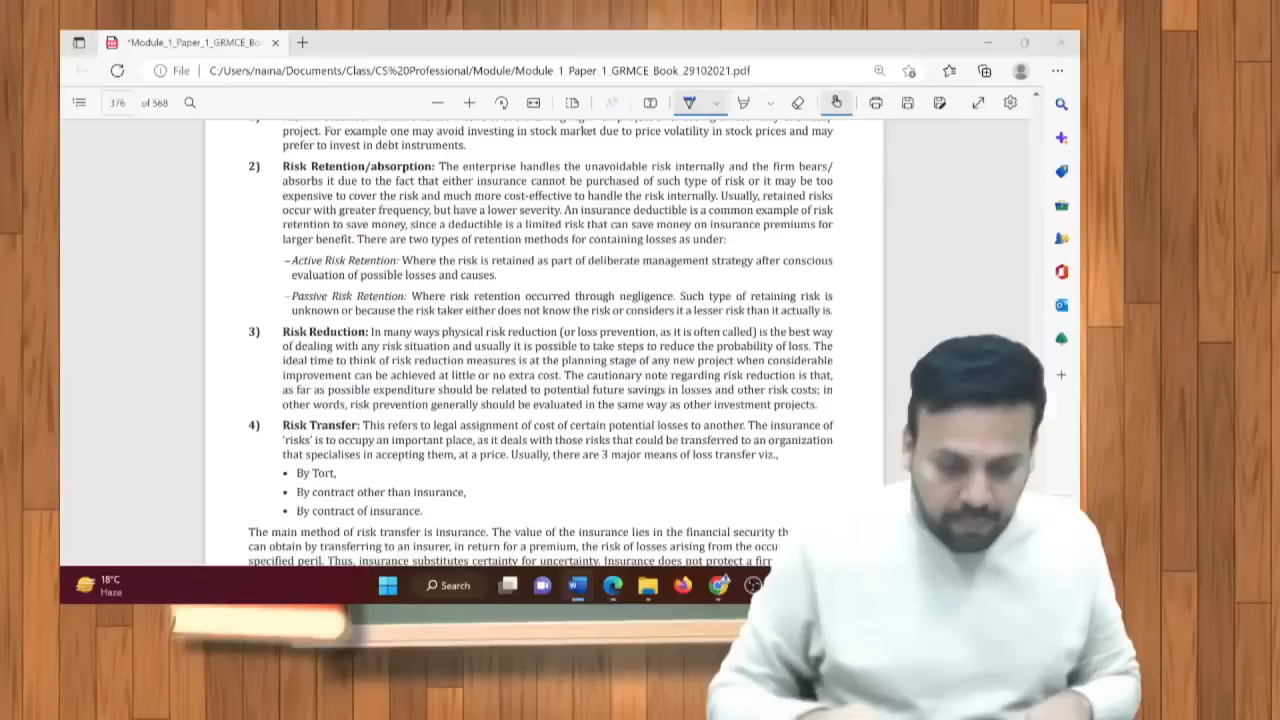 *Module_1_Paper_1_GRMCE_Bo
File
C:/Users/naina/Documents/Class/CS%20Professional/Module/Module_1_Paper_1_GRMCE_Book_29102021.pdf
376 of 568
project. For example one may avoid investing in stock market due to price volatility in stock prices and may
prefer to invest in debt instruments.
2) Risk Retention/absorption: The enterprise handles the unavoidable risk internally and the firm bears/
absorbs it due to the fact that either insurance cannot be purchased of such type of risk or it may be too
expensive to cover the risk and much more cost-effective to handle the risk internally. Usually, retained risks
occur with greater frequency, but have a lower severity. An insurance deductible is a common example of risk
retention to save money, since a deductible is a limited risk that can save money on insurance premiums for
larger benefit. There are two types of retention methods for containing losses as under:
–Active Risk Retention: Where the risk is retained as part of deliberate management strategy after conscious
evaluation of possible losses and causes.
–Passive Risk Retention: Where risk retention occurred through negligence. Such type of retaining risk is
unknown or because the risk taker either does not know the risk or considers it a lesser risk than it actually is.
3) Risk Reduction: In many ways physical risk reduction (or loss prevention, as it is often called) is the best way
of dealing with any risk situation and usually it is possible to take steps to reduce the probability of loss. The
ideal time to think of risk reduction measures is at the planning stage of any new project when considerable
improvement can be achieved at little or no extra cost. The cautionary note regarding risk reduction is that,
as far as possible expenditure should be related to potential future savings in losses and other risk costs; in
other words, risk prevention generally should be evaluated in the same way as other investment projects.
4) Risk Transfer: This refers to legal assignment of cost of certain potential losses to another. The insurance of
'risks' is to occupy an important place, as it deals with those risks that could be transferred to an organization
that specialises in accepting them, at a price. Usually, there are 3 major means of loss transfer viz.,
• By Tort,
• By contract other than insurance,
• By contract of insurance.
The main method of risk transfer is insurance. The value of the insurance lies in the financial security th
can obtain by transferring to an insurer, in return for a premium, the risk of losses arising from the occu
specified peril. Thus, insurance substitutes certainty for uncertainty. Insurance does not protect a firr
18°C
Haze
Search